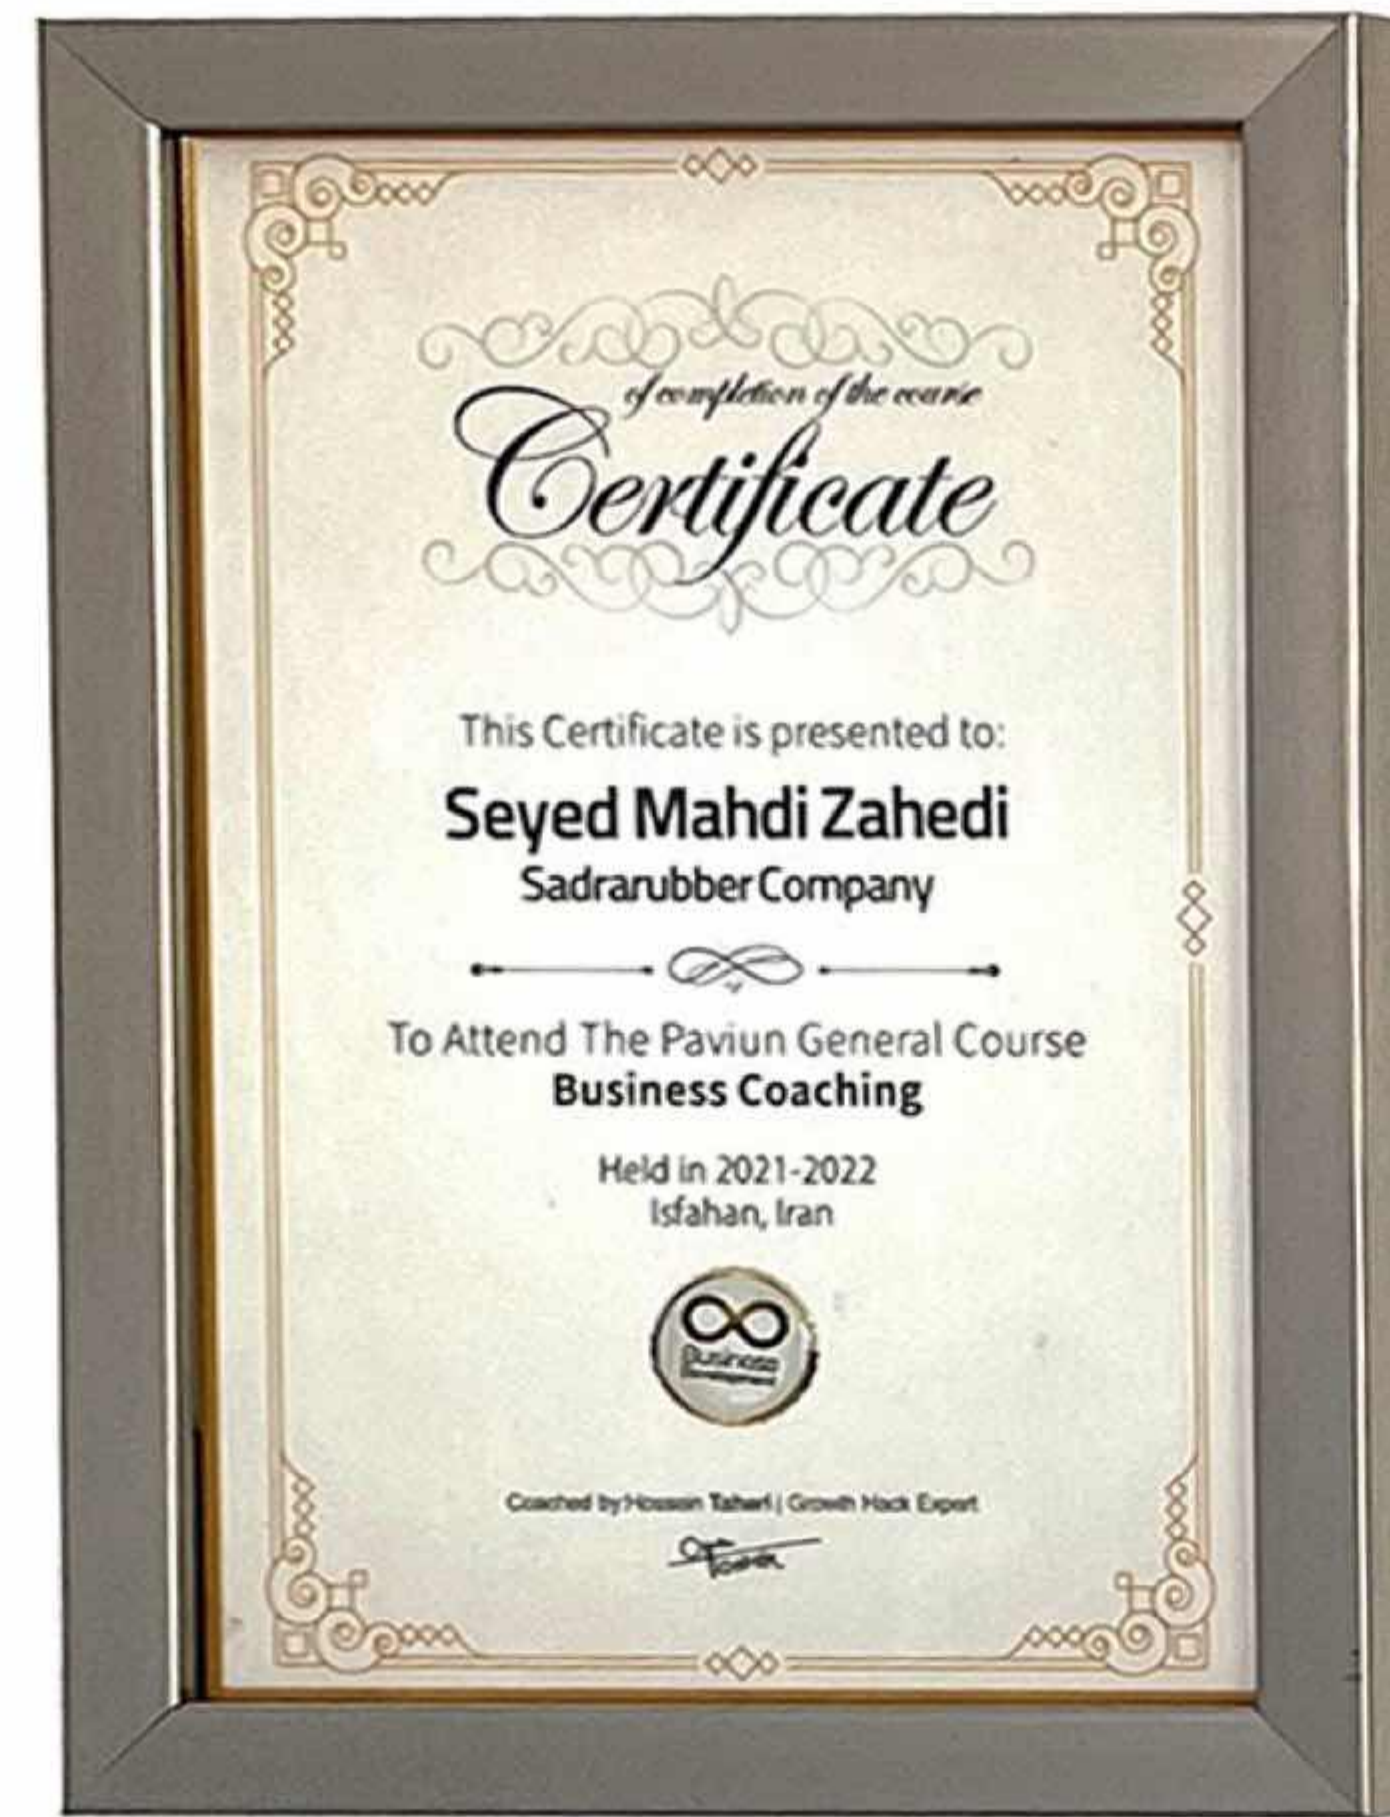 of completion of the course
Certificate
This Certificate is presented to:
Seyed Mahdi Zahedi
Sadrarubber Company
To Attend The Paviun General Course
Business Coaching
Held in 2021-2022
Isfahan, Iran
Business
Development
Coached by Hossein Taheri | Growth Hack Expert